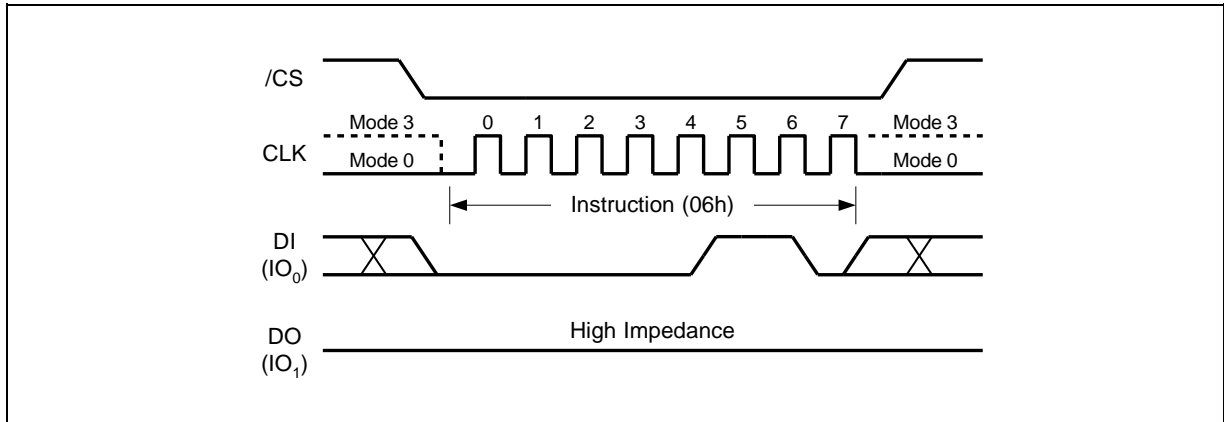 /CS
Mode 3 0 1 2 3 4 5 6 7 Mode 3
CLK
Mode 0 Mode 0
Instruction (06h)
DI
(IO₀)
High Impedance
DO
(IO₁)